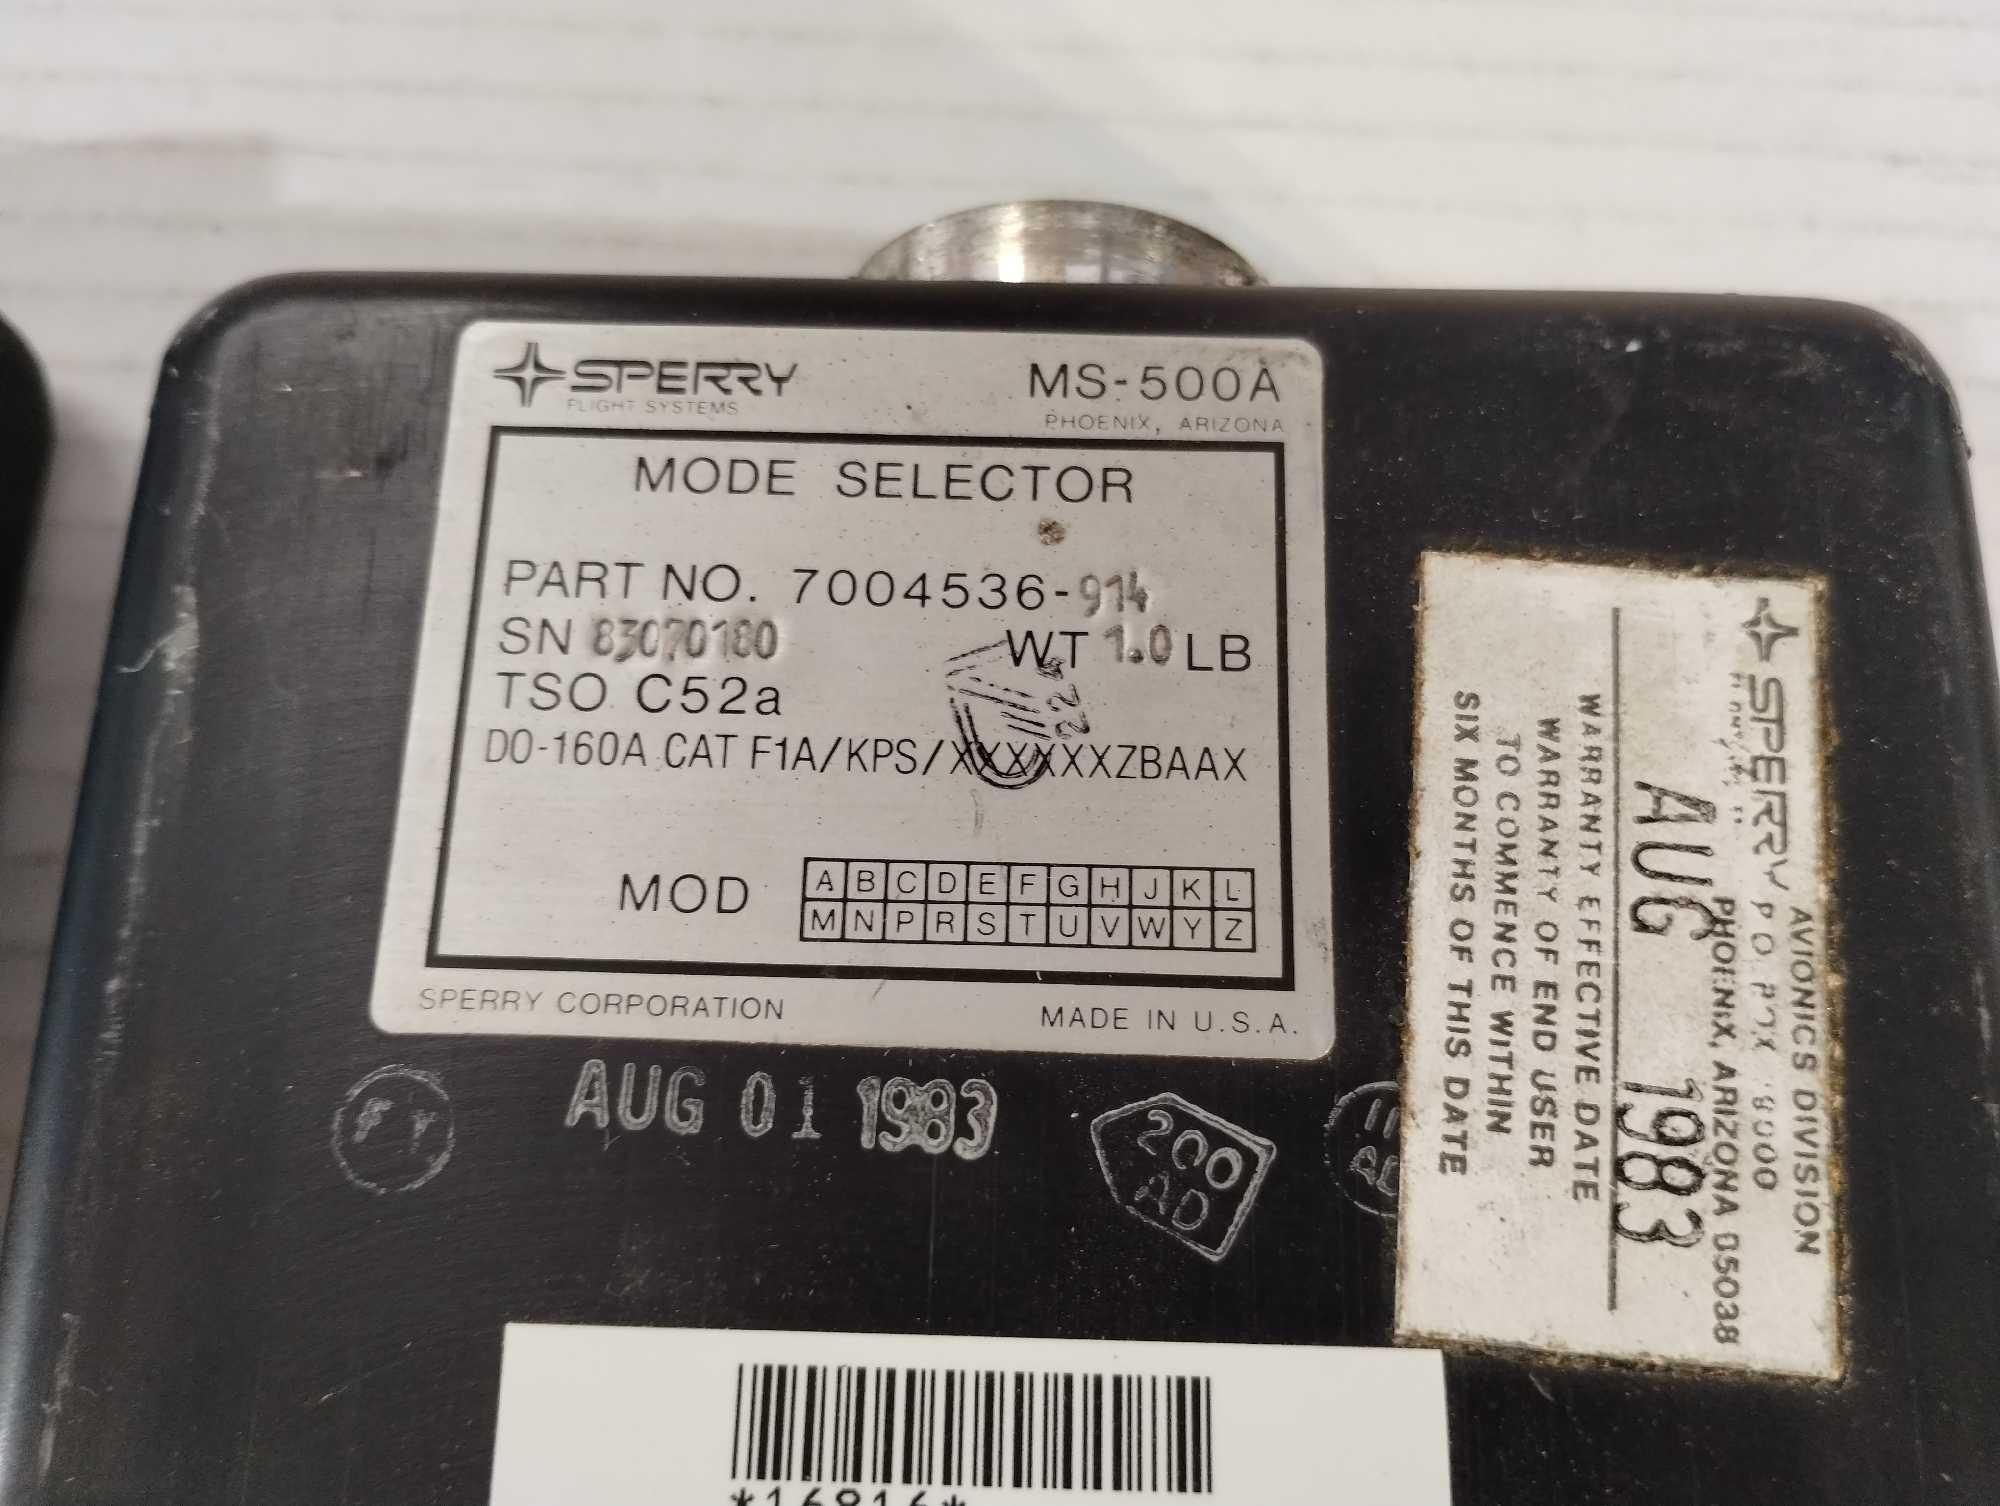 SPERRY MS-500A
FLIGHT SYSTEMS PHOENIX, ARIZONA
MODE SELECTOR
PART NO. 7004536-914
SN 83070180 WT 1.0 LB
TSO C52a
DO-160A CAT F1A/KPS/XXXXXXZBAAX
MOD A B C D E F G H J K L
M N P R S T U V W Y Z
SPERRY CORPORATION MADE IN U.S.A.
AUG 01 1983
200
AD
SPERRY
AVIONICS DIVISION
PHOENIX, ARIZONA 85038
AUG 1983
WARRANTY EFFECTIVE DATE
WARRANTY OF END USER
TO COMMENCE WITHIN
SIX MONTHS OF THIS DATE
*16816*